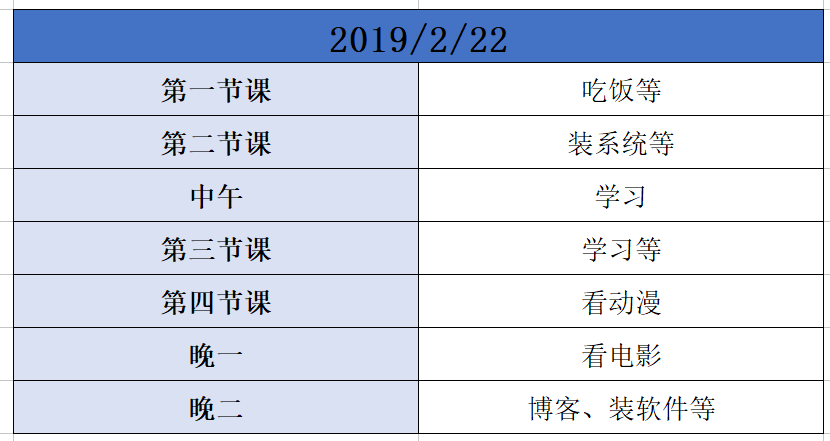 2019/2/22
第一节课 吃饭等
第二节课 装系统等
中午 学习
第三节课 学习等
第四节课 看动漫
晚一 看电影
晚二 博客、装软件等